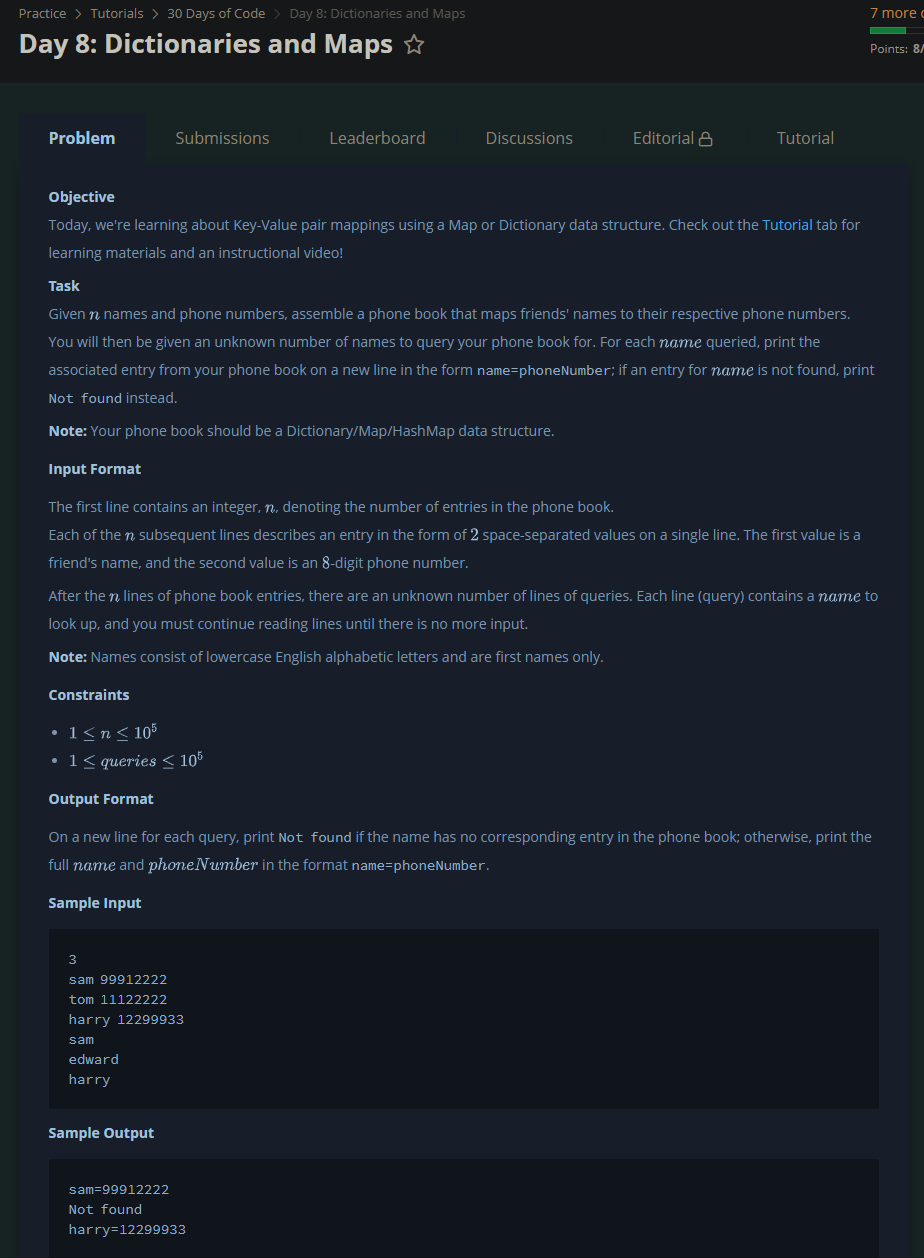 Practice > Tutorials > 30 Days of Code > Day 8: Dictionaries and Maps
7 more
Day 8: Dictionaries and Maps
Points: 8/
Problem Submissions Leaderboard Discussions Editorial Tutorial
Objective
Today, we're learning about Key-Value pair mappings using a Map or Dictionary data structure. Check out the Tutorial tab for
learning materials and an instructional video!
Task
Given n names and phone numbers, assemble a phone book that maps friends' names to their respective phone numbers.
You will then be given an unknown number of names to query your phone book for. For each name queried, print the
associated entry from your phone book on a new line in the form name=phoneNumber; if an entry for name is not found, print
Not found instead.
Note: Your phone book should be a Dictionary/Map/HashMap data structure.
Input Format
The first line contains an integer, n, denoting the number of entries in the phone book.
Each of the n subsequent lines describes an entry in the form of 2 space-separated values on a single line. The first value is a
friend's name, and the second value is an 8-digit phone number.
After the n lines of phone book entries, there are an unknown number of lines of queries. Each line (query) contains a name to
look up, and you must continue reading lines until there is no more input.
Note: Names consist of lowercase English alphabetic letters and are first names only.
Constraints
• 1 ≤ n ≤ 10⁵
• 1 ≤ queries ≤ 10⁵
Output Format
On a new line for each query, print Not found if the name has no corresponding entry in the phone book; otherwise, print the
full name and phoneNumber in the format name=phoneNumber.
Sample Input
3
sam 99912222
tom 11122222
harry 12299933
sam
edward
harry
Sample Output
sam=99912222
Not found
harry=12299933